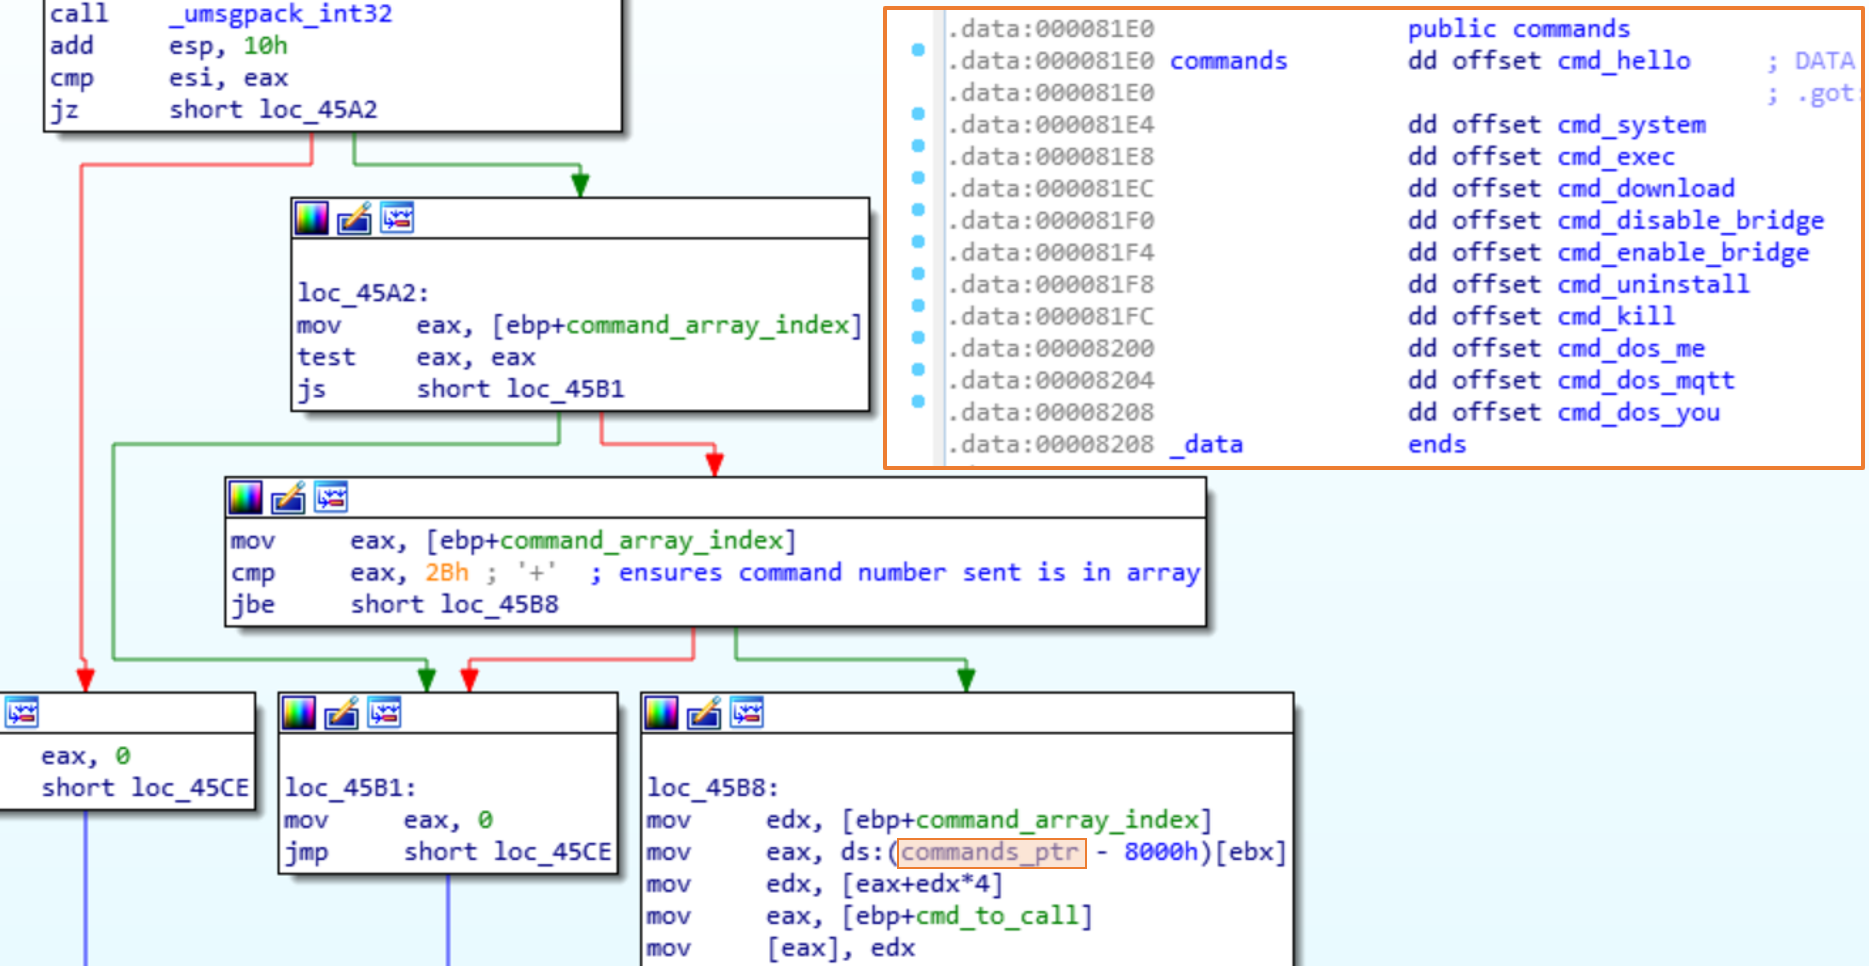 call _umsgpack_int32
add esp, 10h
cmp esi, eax
jz short loc_45A2
.data:000081E0 public commands
.data:000081E0 commands dd offset cmd_hello ; DATA
.data:000081E0 ; .got:
.data:000081E4 dd offset cmd_system
.data:000081E8 dd offset cmd_exec
.data:000081EC dd offset cmd_download
.data:000081F0 dd offset cmd_disable_bridge
.data:000081F4 dd offset cmd_enable_bridge
.data:000081F8 dd offset cmd_uninstall
.data:000081FC dd offset cmd_kill
.data:00008200 dd offset cmd_dos_me
.data:00008204 dd offset cmd_dos_mqtt
.data:00008208 dd offset cmd_dos_you
.data:00008208 _data ends
loc_45A2:
mov eax, [ebp+command_array_index]
test eax, eax
js short loc_45B1
mov eax, [ebp+command_array_index]
cmp eax, 2Bh ; '+' ; ensures command number sent is in array
jbe short loc_45B8
eax, 0
short loc_45CE
loc_45B1:
mov eax, 0
jmp short loc_45CE
loc_45B8:
mov edx, [ebp+command_array_index]
mov eax, ds:(commands_ptr - 8000h)[ebx]
mov edx, [eax+edx*4]
mov eax, [ebp+cmd_to_call]
mov [eax], edx